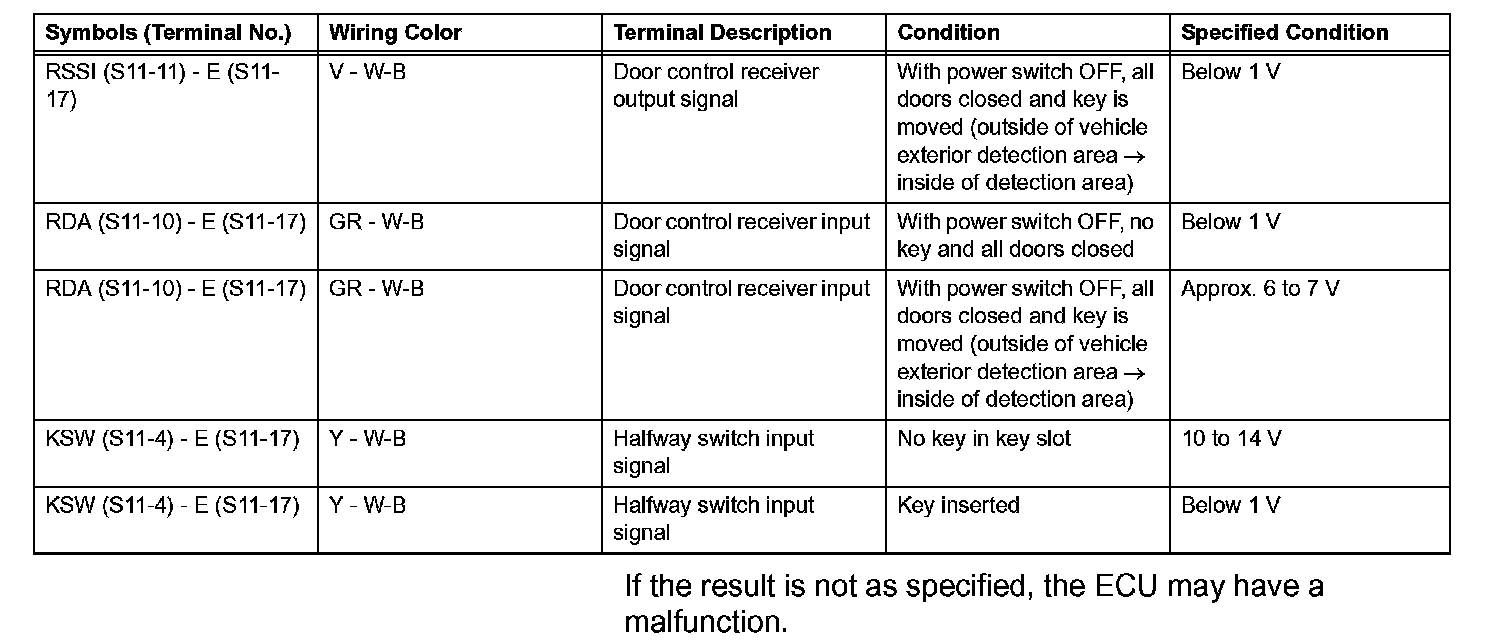 Symbols (Terminal No.) Wiring Color Terminal Description Condition Specified Condition
RSSI (S11-11) - E (S11- V - W-B Door control receiver With power switch OFF, all Below 1 V
17) output signal doors closed and key is
moved (outside of vehicle
exterior detection area →
inside of detection area)
RDA (S11-10) - E (S11-17) GR - W-B Door control receiver input With power switch OFF, no Below 1 V
signal key and all doors closed
RDA (S11-10) - E (S11-17) GR - W-B Door control receiver input With power switch OFF, all Approx. 6 to 7 V
signal doors closed and key is
moved (outside of vehicle
exterior detection area →
inside of detection area)
KSW (S11-4) - E (S11-17) Y - W-B Halfway switch input No key in key slot 10 to 14 V
signal
KSW (S11-4) - E (S11-17) Y - W-B Halfway switch input Key inserted Below 1 V
signal
If the result is not as specified, the ECU may have a
malfunction.